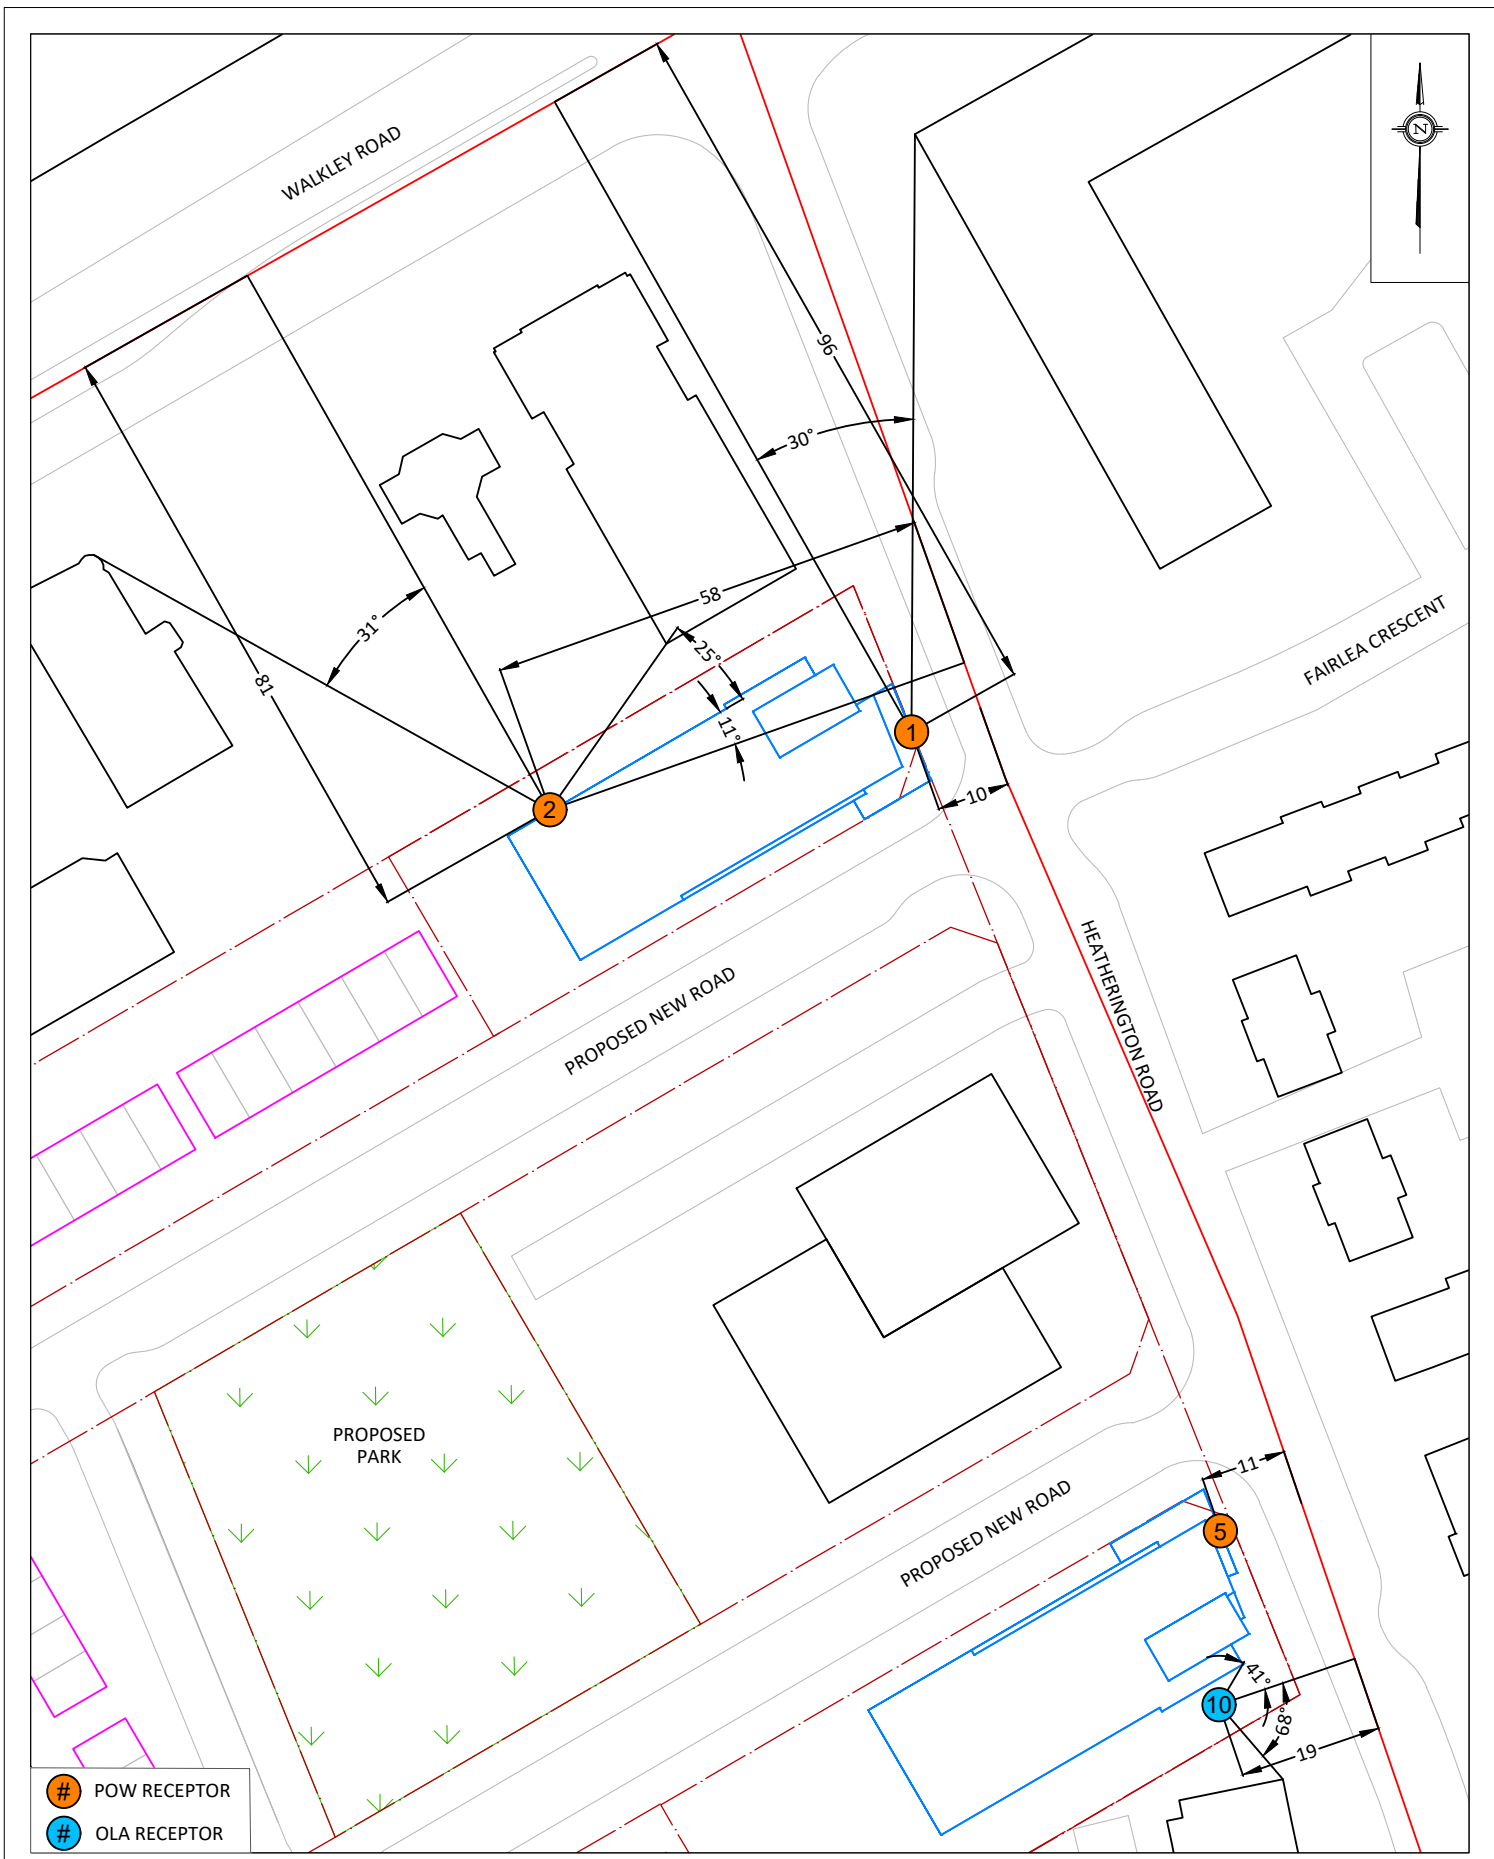 WALKLEY ROAD
N
96
30°
58
31°
81
25°
11°
1
2
10
FAIRLEA CRESCENT
HEATHERINGTON ROAD
PROPOSED NEW ROAD
PROPOSED
PARK
PROPOSED NEW ROAD
11
5
41°
10
68°
19
# POW RECEPTOR
# OLA RECEPTOR